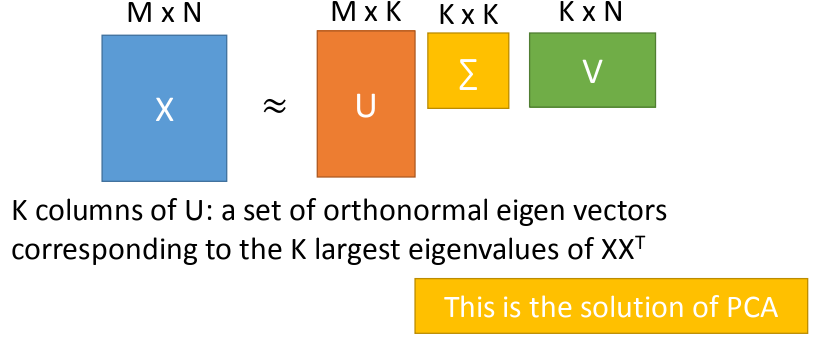 M x N
M x K
K x K
K x N
X
≈
U
∑
V
K columns of U: a set of orthonormal eigen vectors
corresponding to the K largest eigenvalues of XXᵀ
This is the solution of PCA